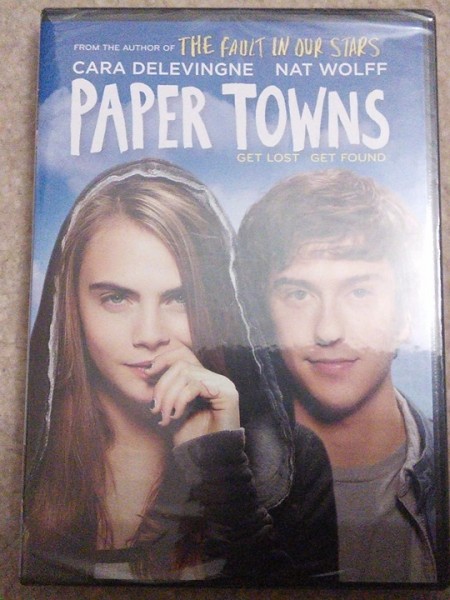 FROM THE AUTHOR OF THE FAULT IN OUR STARS
CARA DELEVINGNE NAT WOLFF
PAPER TOWNS
GET LOST GET FOUND